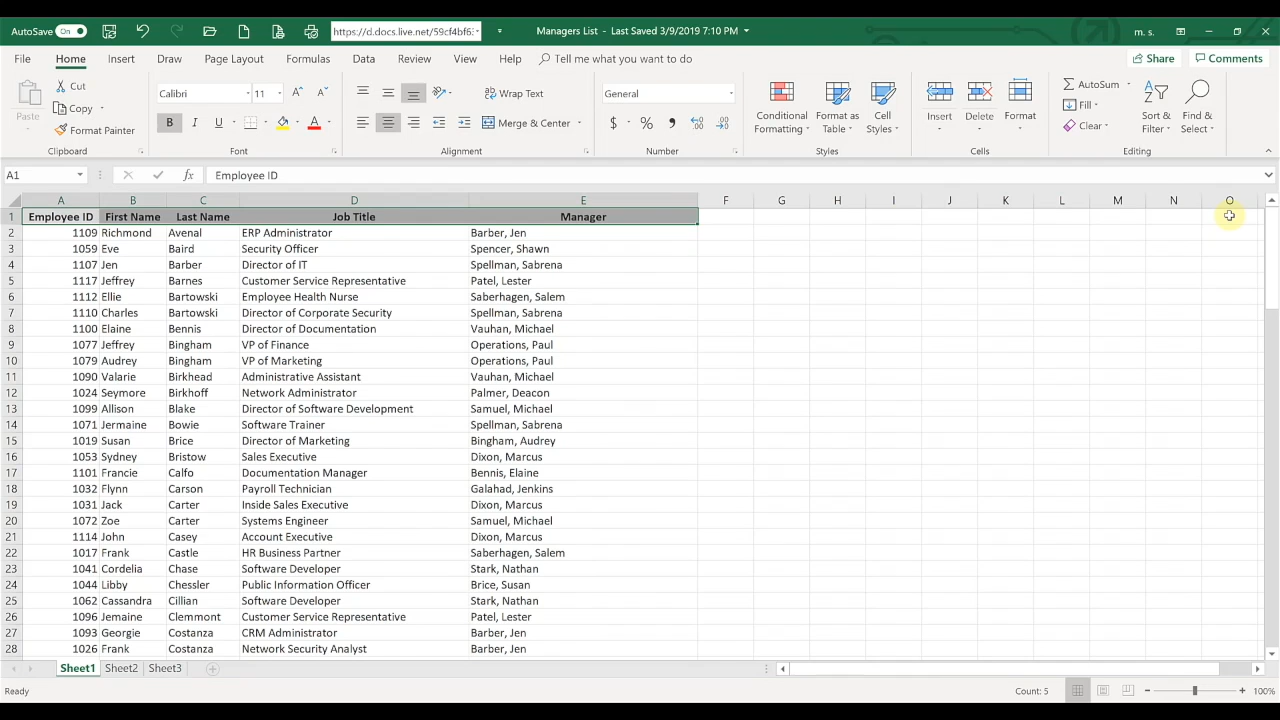 AutoSave On https://d.docs.live.net/59cf4bf6: Managers List - Last Saved 3/9/2019 7:10 PM m. s.
File Home Insert Draw Page Layout Formulas Data Review View Help Tell me what you want to do Share Comments
Cut
Copy
Format Painter
Paste
Calibri 11
B I U A
Wrap Text
Merge & Center
General
$ % ,
Conditional Formatting
Format as Table
Cell Styles
Insert
Delete
Format
AutoSum
Fill
Clear
Sort & Filter
Find & Select
Clipboard Font Alignment Number Styles Cells Editing
A1 fx Employee ID
A B C D E F G H I J K L M N O
1 Employee ID First Name Last Name Job Title Manager
2 1109 Richmond Avenal ERP Administrator Barber, Jen
3 1059 Eve Baird Security Officer Spencer, Shawn
4 1107 Jen Barber Director of IT Spellman, Sabrena
5 1117 Jeffrey Barnes Customer Service Representative Patel, Lester
6 1112 Ellie Bartowski Employee Health Nurse Saberhagen, Salem
7 1110 Charles Bartowski Director of Corporate Security Spellman, Sabrena
8 1100 Elaine Bennis Director of Documentation Vauhan, Michael
9 1077 Jeffrey Bingham VP of Finance Operations, Paul
10 1079 Audrey Bingham VP of Marketing Operations, Paul
11 1090 Valarie Birkhead Administrative Assistant Vauhan, Michael
12 1024 Seymore Birkhoff Network Administrator Palmer, Deacon
13 1099 Allison Blake Director of Software Development Samuel, Michael
14 1071 Jermaine Bowie Software Trainer Spellman, Sabrena
15 1019 Susan Brice Director of Marketing Bingham, Audrey
16 1053 Sydney Bristow Sales Executive Dixon, Marcus
17 1101 Francie Calfo Documentation Manager Bennis, Elaine
18 1032 Flynn Carson Payroll Technician Galahad, Jenkins
19 1031 Jack Carter Inside Sales Executive Dixon, Marcus
20 1072 Zoe Carter Systems Engineer Samuel, Michael
21 1114 John Casey Account Executive Dixon, Marcus
22 1017 Frank Castle HR Business Partner Saberhagen, Salem
23 1041 Cordelia Chase Software Developer Stark, Nathan
24 1044 Libby Chessler Public Information Officer Brice, Susan
25 1062 Cassandra Cillian Software Developer Stark, Nathan
26 1096 Jemaine Clemmont Customer Service Representative Patel, Lester
27 1093 Georgie Costanza CRM Administrator Barber, Jen
28 1026 Frank Costanza Network Security Analyst Barber, Jen
Sheet1 Sheet2 Sheet3
Ready Count: 5 100%